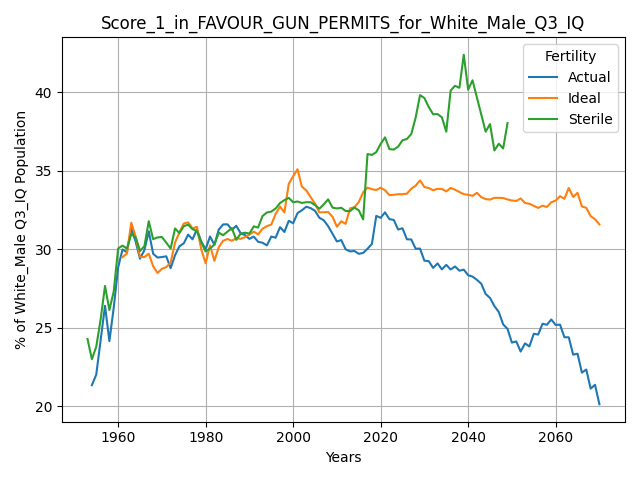 Score_1_in_FAVOUR_GUN_PERMITS_for_White_Male_Q3_IQ
% of White_Male Q3_IQ Population
40
35
30
25
20
Fertility
Actual
Ideal
Sterile
1960 1980 2000 2020 2040 2060
Years